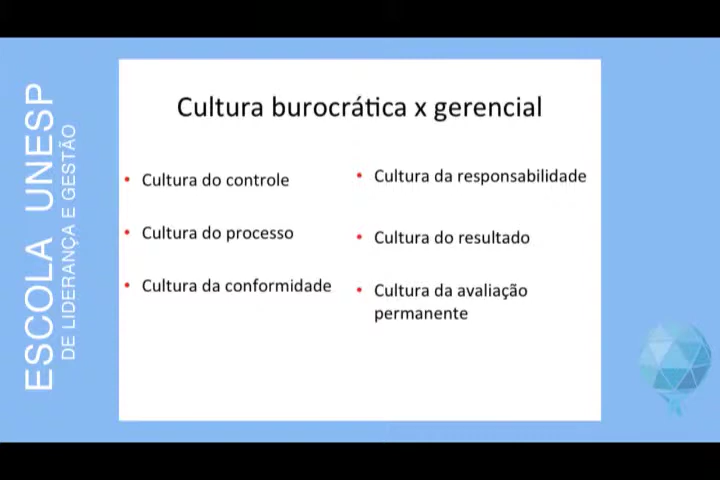 ESCOLA UNESP
DE LIDERANÇA E GESTÃO
Cultura burocrática x gerencial
• Cultura do controle
• Cultura do processo
• Cultura da conformidade
• Cultura da responsabilidade
• Cultura do resultado
• Cultura da avaliação
permanente